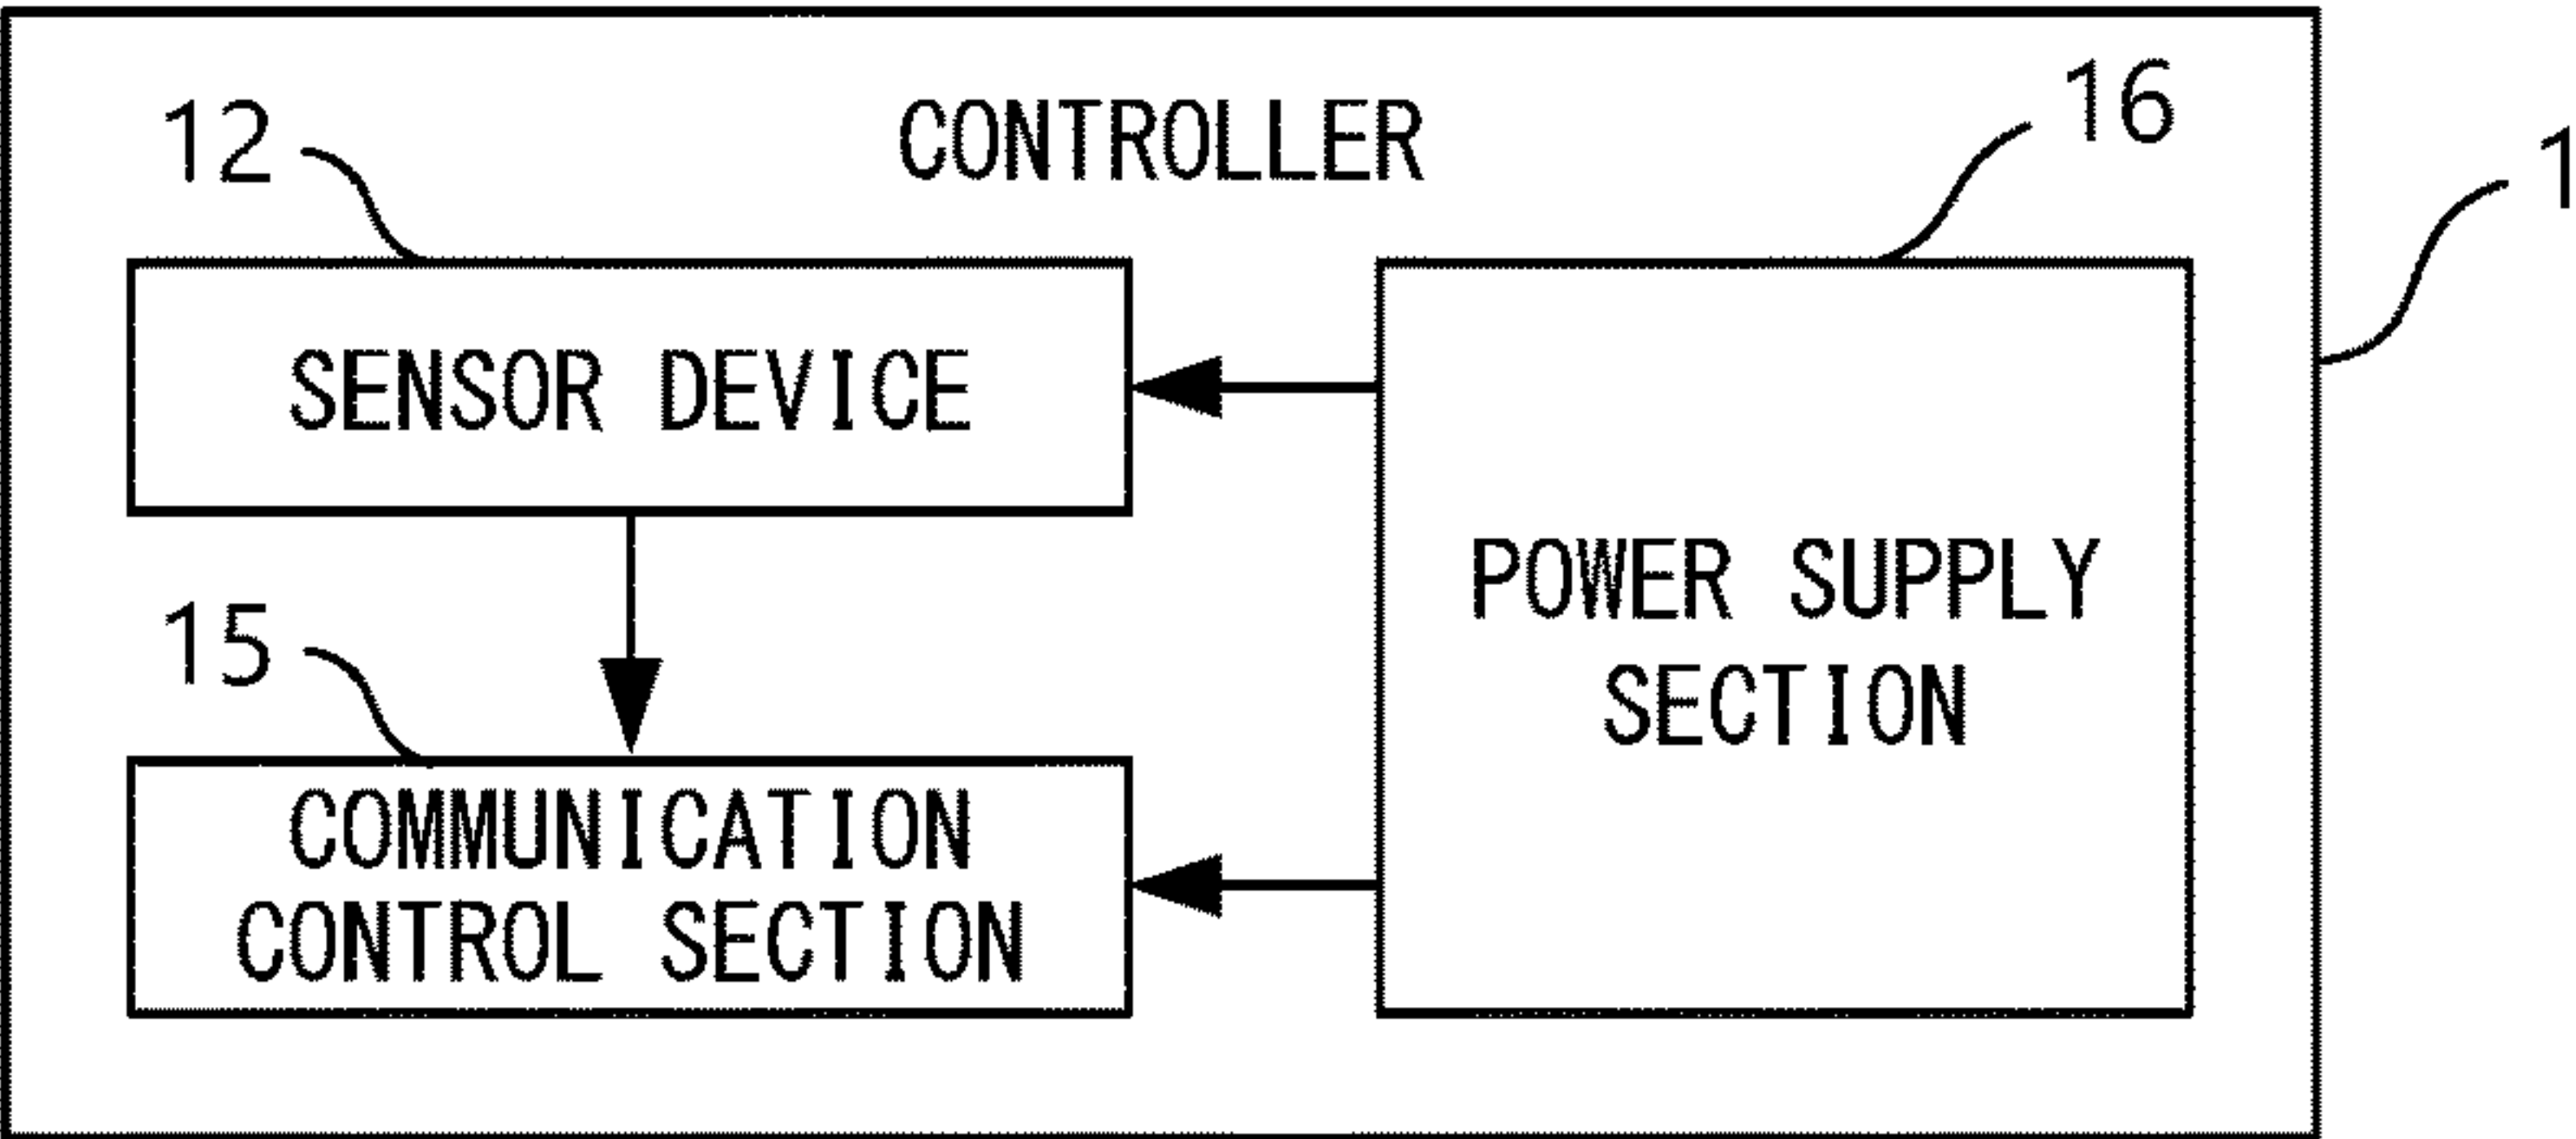 CONTROLLER
12
16
1
SENSOR DEVICE
POWER SUPPLY
SECTION
15
COMMUNICATION
CONTROL SECTION